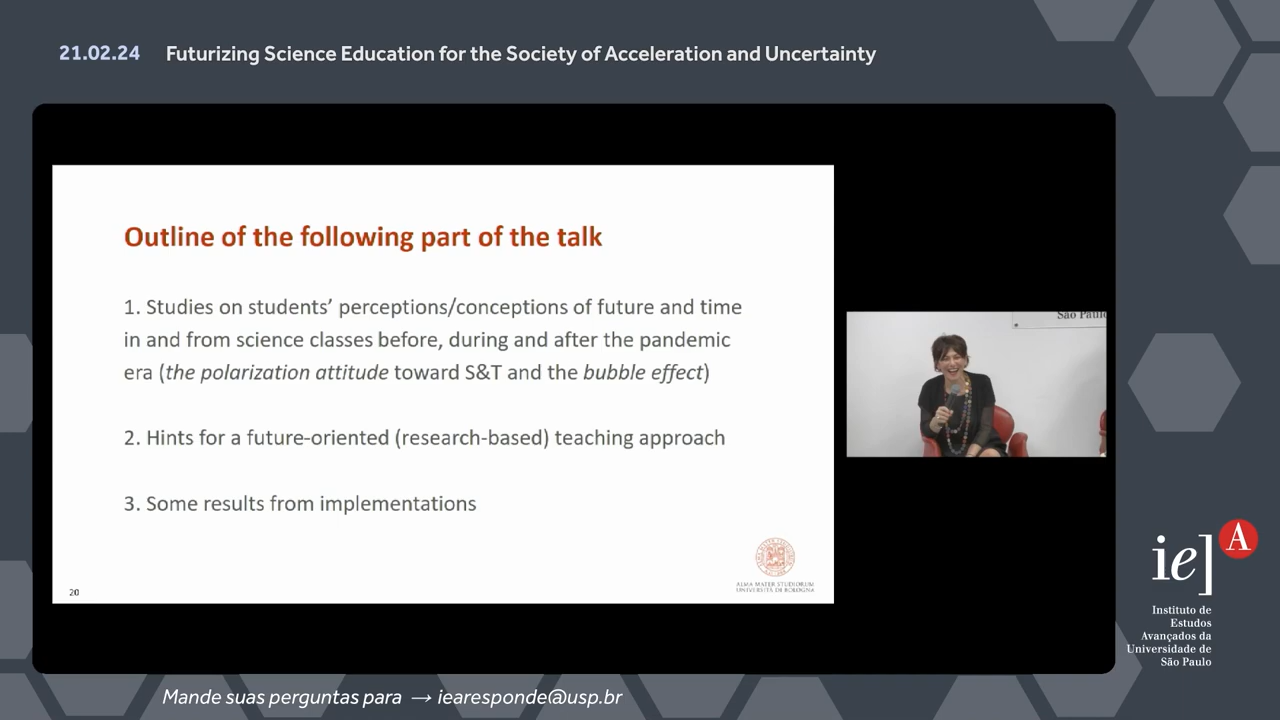 21.02.24 Futurizing Science Education for the Society of Acceleration and Uncertainty
Outline of the following part of the talk
1. Studies on students’ perceptions/conceptions of future and time
in and from science classes before, during and after the pandemic
era (the polarization attitude toward S&T and the bubble effect)
2. Hints for a future-oriented (research-based) teaching approach
3. Some results from implementations
ALMA MATER STUDIORUM
UNIVERSITÀ DI BOLOGNA
20
São Paulo
ie] A
Instituto de
Estudos
Avançados da
Universidade de
São Paulo
Mande suas perguntas para → iearesponde@usp.br